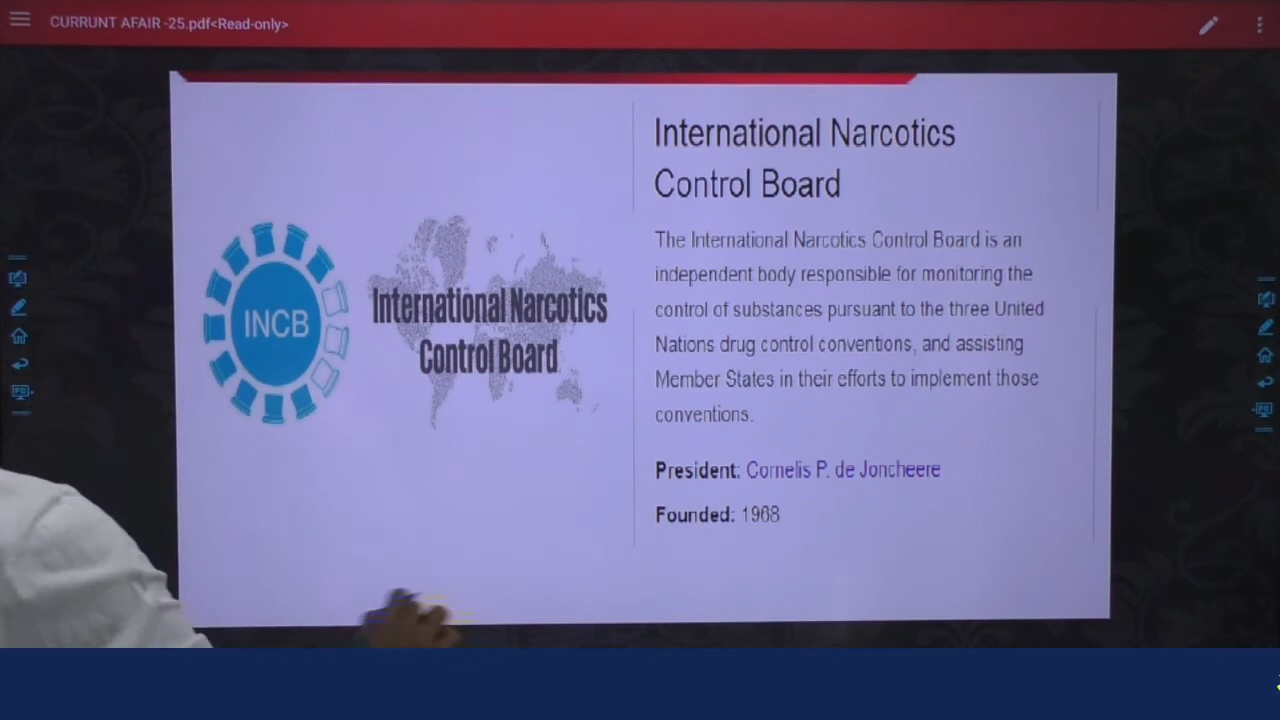 CURRUNT AFAIR -25.pdf<Read-only>
International Narcotics
Control Board
The International Narcotics Control Board is an
independent body responsible for monitoring the
control of substances pursuant to the three United
Nations drug control conventions, and assisting
Member States in their efforts to implement those
conventions.
President: Cornelis P. de Joncheere
Founded: 1968
INCB
International Narcotics
Control Board